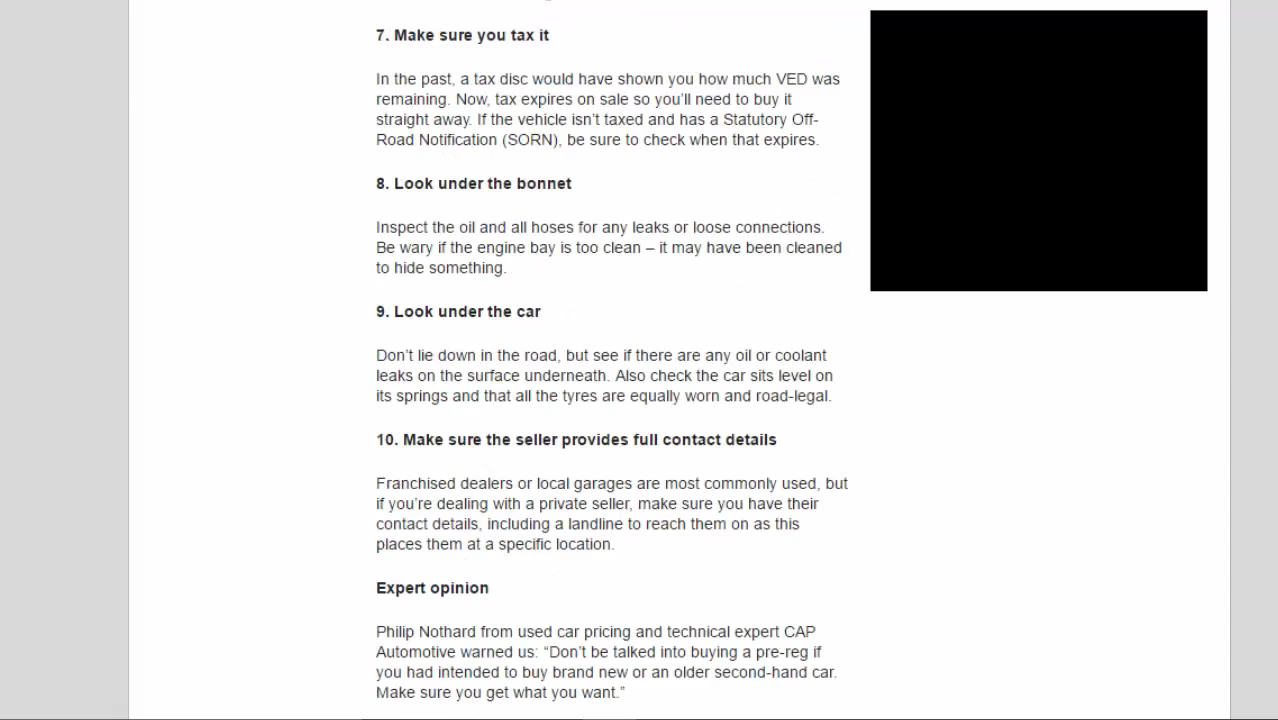 7. Make sure you tax it
In the past, a tax disc would have shown you how much VED was
remaining. Now, tax expires on sale so you’ll need to buy it
straight away. If the vehicle isn’t taxed and has a Statutory Off-
Road Notification (SORN), be sure to check when that expires.
8. Look under the bonnet
Inspect the oil and all hoses for any leaks or loose connections.
Be wary if the engine bay is too clean – it may have been cleaned
to hide something.
9. Look under the car
Don’t lie down in the road, but see if there are any oil or coolant
leaks on the surface underneath. Also check the car sits level on
its springs and that all the tyres are equally worn and road-legal.
10. Make sure the seller provides full contact details
Franchised dealers or local garages are most commonly used, but
if you’re dealing with a private seller, make sure you have their
contact details, including a landline to reach them on as this
places them at a specific location.
Expert opinion
Philip Nothard from used car pricing and technical expert CAP
Automotive warned us: “Don’t be talked into buying a pre-reg if
you had intended to buy brand new or an older second-hand car.
Make sure you get what you want.”